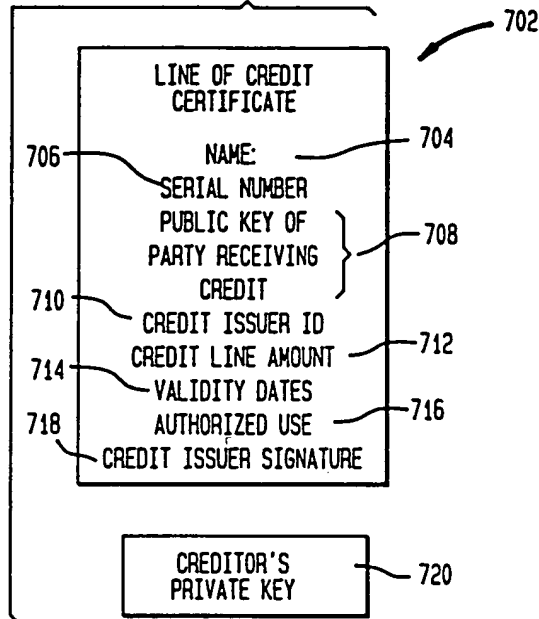 702
LINE OF CREDIT
CERTIFICATE
NAME: 704
706 SERIAL NUMBER
PUBLIC KEY OF
PARTY RECEIVING 708
CREDIT
710 CREDIT ISSUER ID
CREDIT LINE AMOUNT 712
714 VALIDITY DATES
AUTHORIZED USE 716
718 CREDIT ISSUER SIGNATURE
CREDITOR'S
PRIVATE KEY 720